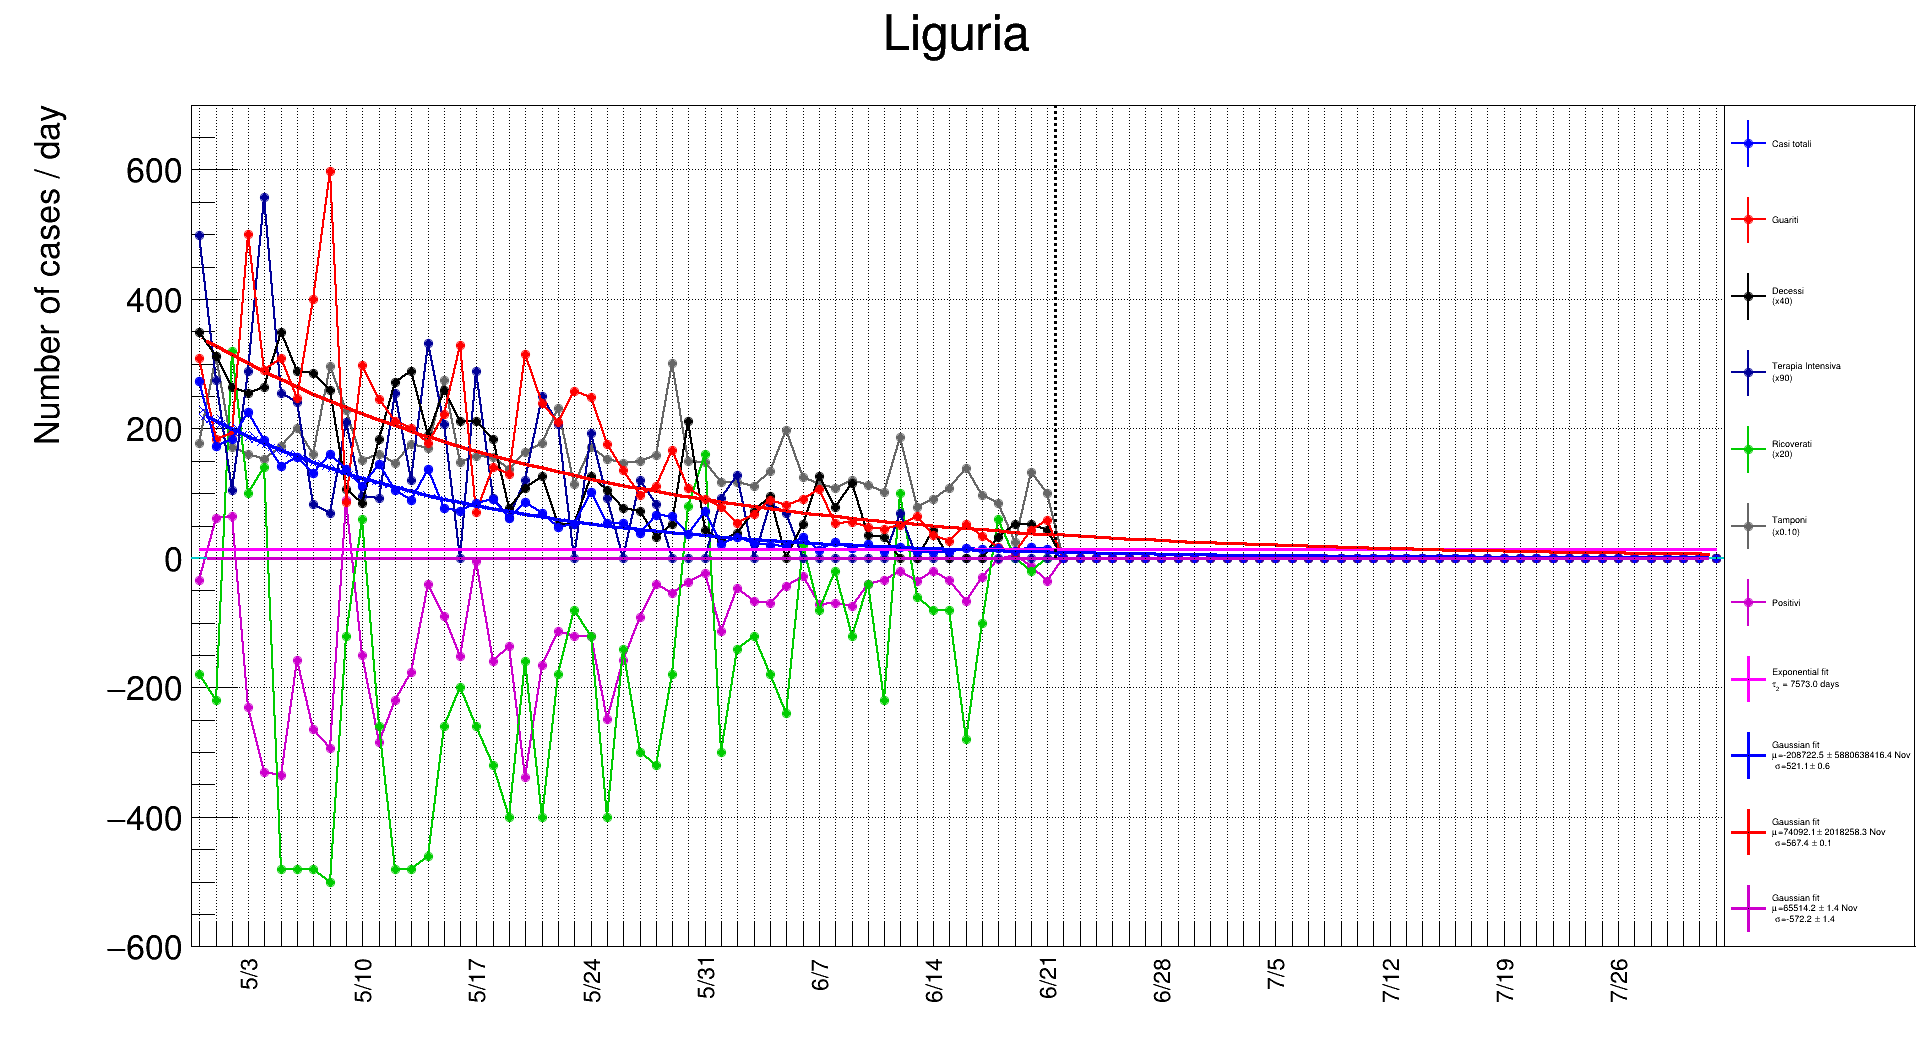 Liguria
Number of cases / day
600
400
200
0
−200
−400
−600
5/3
5/10
5/17
5/24
5/31
6/7
6/14
6/21
6/28
7/5
7/12
7/19
7/26
Casi totali
Guariti
Decessi
(x40)
Terapia Intensiva
(x90)
Ricoverati
(x20)
Tamponi
(x0.10)
Positivi
Exponential fit
τ₂ = 7573.0 days
Gaussian fit
μ=-208722.5 ± 5880638416.4 Nov
σ=521.1 ± 0.6
Gaussian fit
μ=74092.1 ± 2018258.3 Nov
σ=567.4 ± 0.1
Gaussian fit
μ=65514.2 ± 1.4 Nov
σ=-572.2 ± 1.4